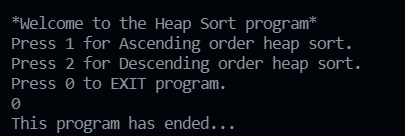 *Welcome to the Heap Sort program*
Press 1 for Ascending order heap sort.
Press 2 for Descending order heap sort.
Press 0 to EXIT program.
0
This program has ended...